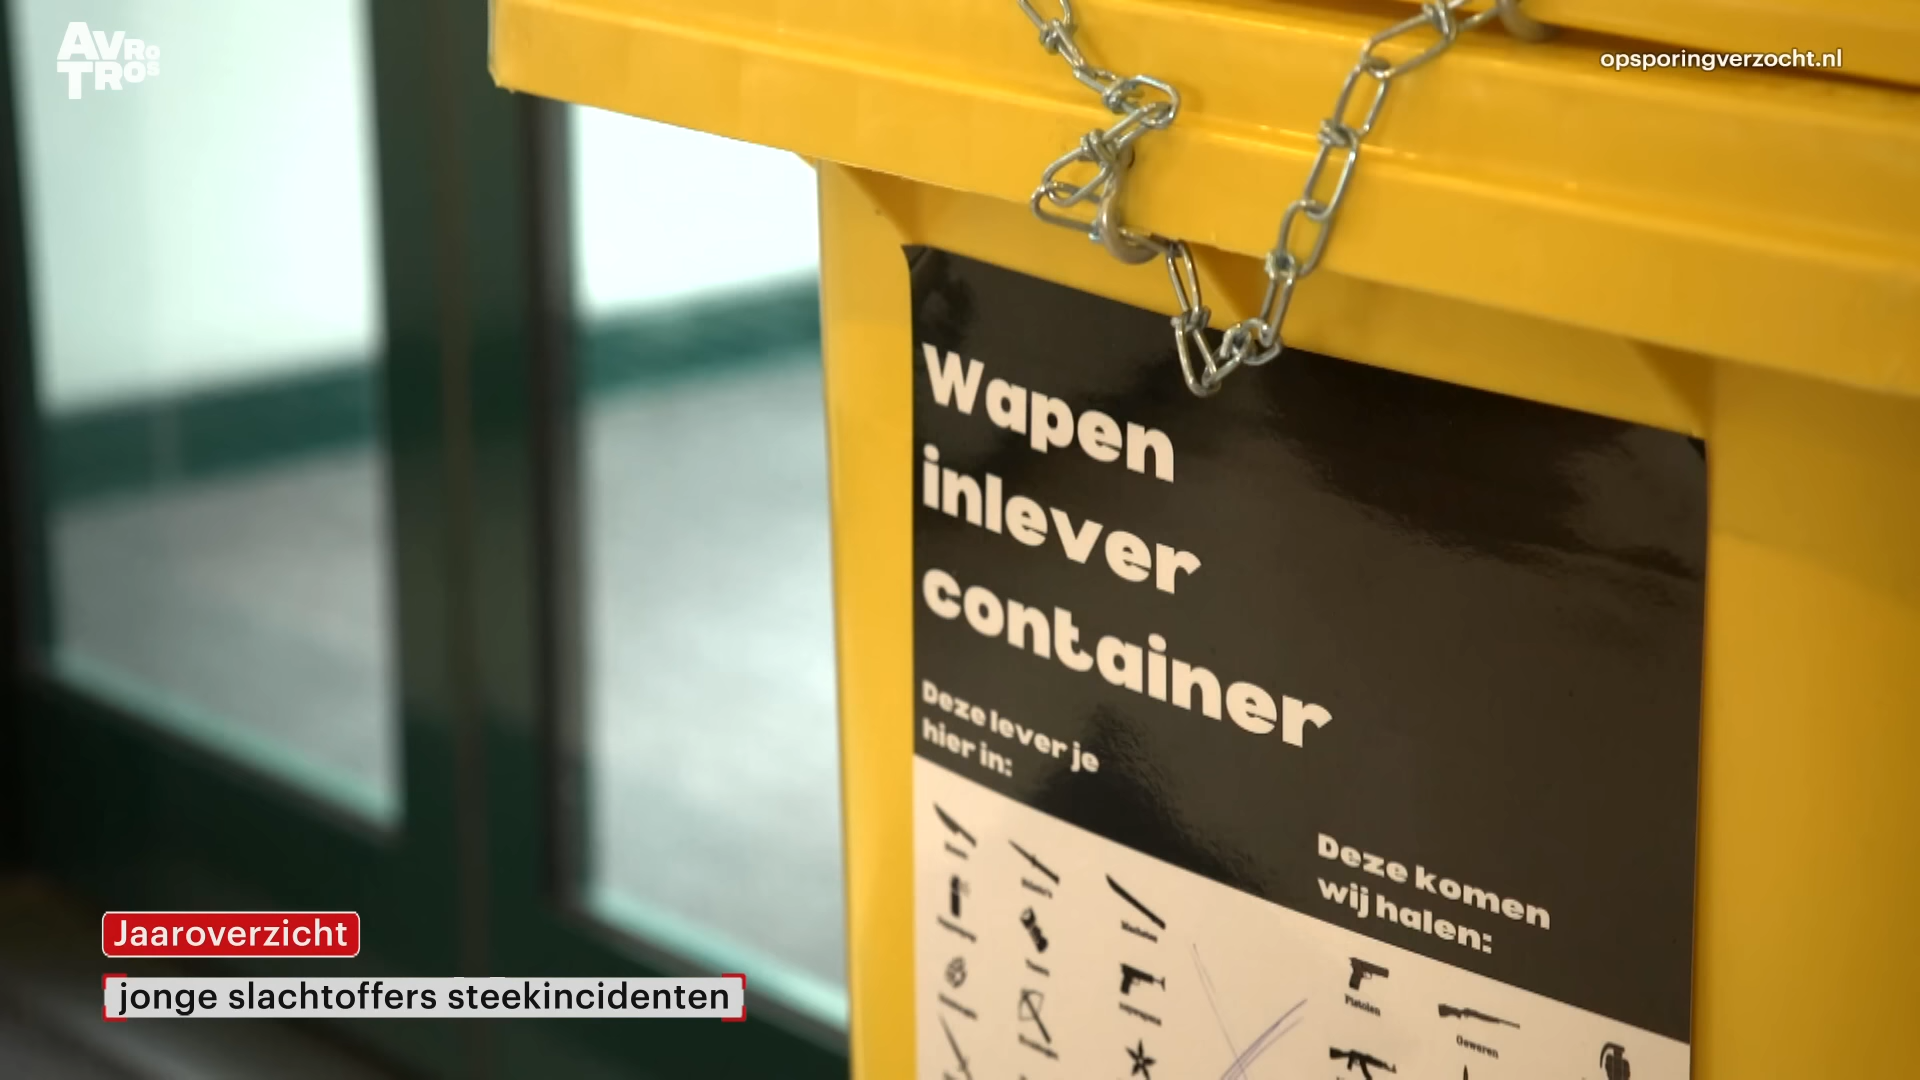 AVROTROS
opsporingverzocht.nl
Wapen
inlever
container
Deze lever je
hier in:
Deze komen
wij halen:
Pistolen
Geweren
Jaaroverzicht
jonge slachtoffers steekincidenten